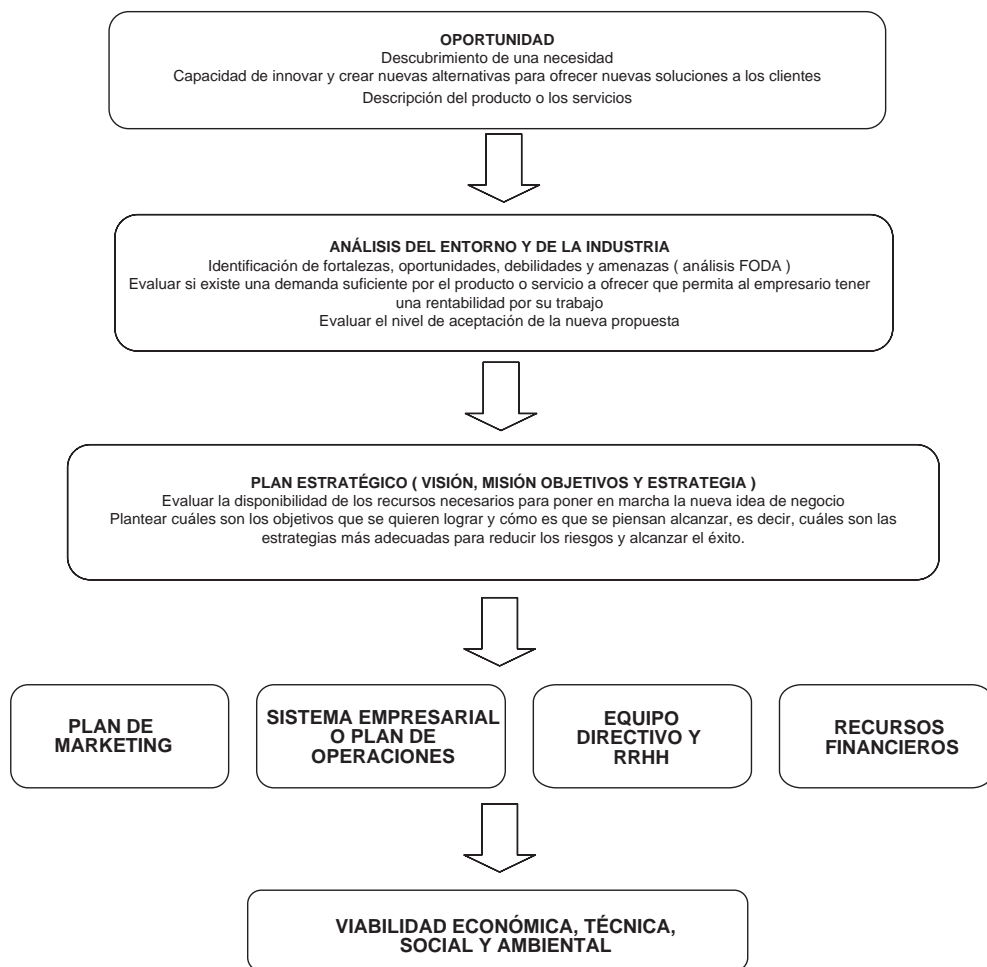 OPORTUNIDAD
Descubrimiento de una necesidad
Capacidad de innovar y crear nuevas alternativas para ofrecer nuevas soluciones a los clientes
Descripción del producto o los servicios
ANÁLISIS DEL ENTORNO Y DE LA INDUSTRIA
Identificación de fortalezas, oportunidades, debilidades y amenazas ( análisis FODA )
Evaluar si existe una demanda suficiente por el producto o servicio a ofrecer que permita al empresario tener
una rentabilidad por su trabajo
Evaluar el nivel de aceptación de la nueva propuesta
PLAN ESTRATÉGICO ( VISIÓN, MISIÓN OBJETIVOS Y ESTRATEGIA )
Evaluar la disponibilidad de los recursos necesarios para poner en marcha la nueva idea de negocio
Plantear cuáles son los objetivos que se quieren lograr y cómo es que se piensan alcanzar, es decir, cuáles son las
estrategias más adecuadas para reducir los riesgos y alcanzar el éxito.
PLAN DE
MARKETING
SISTEMA EMPRESARIAL
O PLAN DE
OPERACIONES
EQUIPO
DIRECTIVO Y
RRHH
RECURSOS
FINANCIEROS
VIABILIDAD ECONÓMICA, TÉCNICA,
SOCIAL Y AMBIENTAL